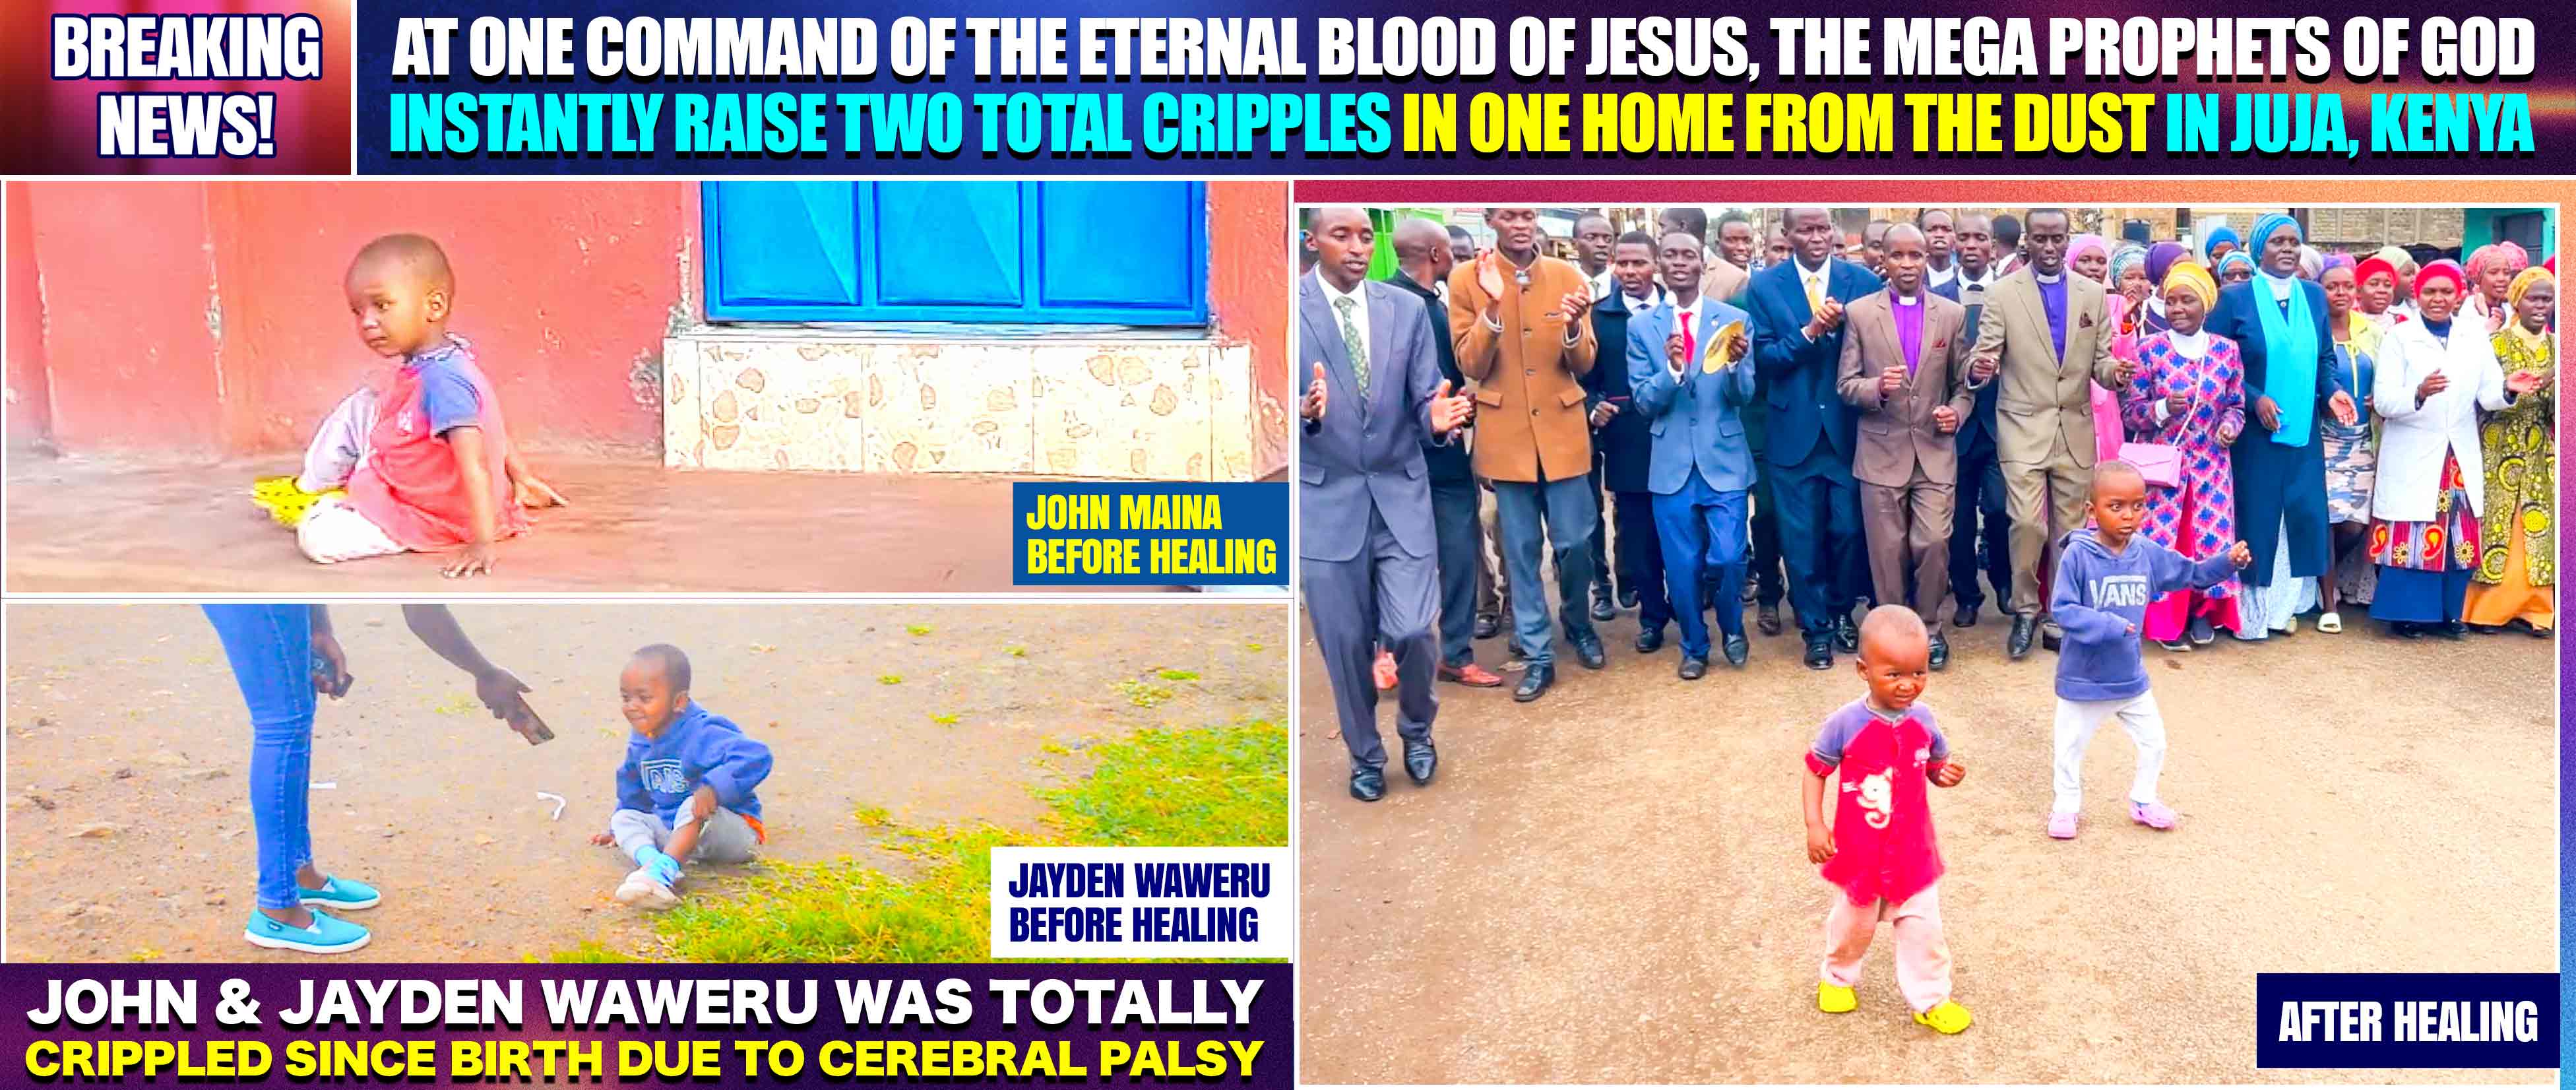 BREAKING
NEWS!
AT ONE COMMAND OF THE ETERNAL BLOOD OF JESUS, THE MEGA PROPHETS OF GOD
INSTANTLY RAISE TWO TOTAL CRIPPLES IN ONE HOME FROM THE DUST IN JUJA, KENYA
JOHN MAINA
BEFORE HEALING
JAYDEN WAWERU
BEFORE HEALING
JOHN & JAYDEN WAWERU WAS TOTALLY
CRIPPLED SINCE BIRTH DUE TO CEREBRAL PALSY
VANS
AFTER HEALING